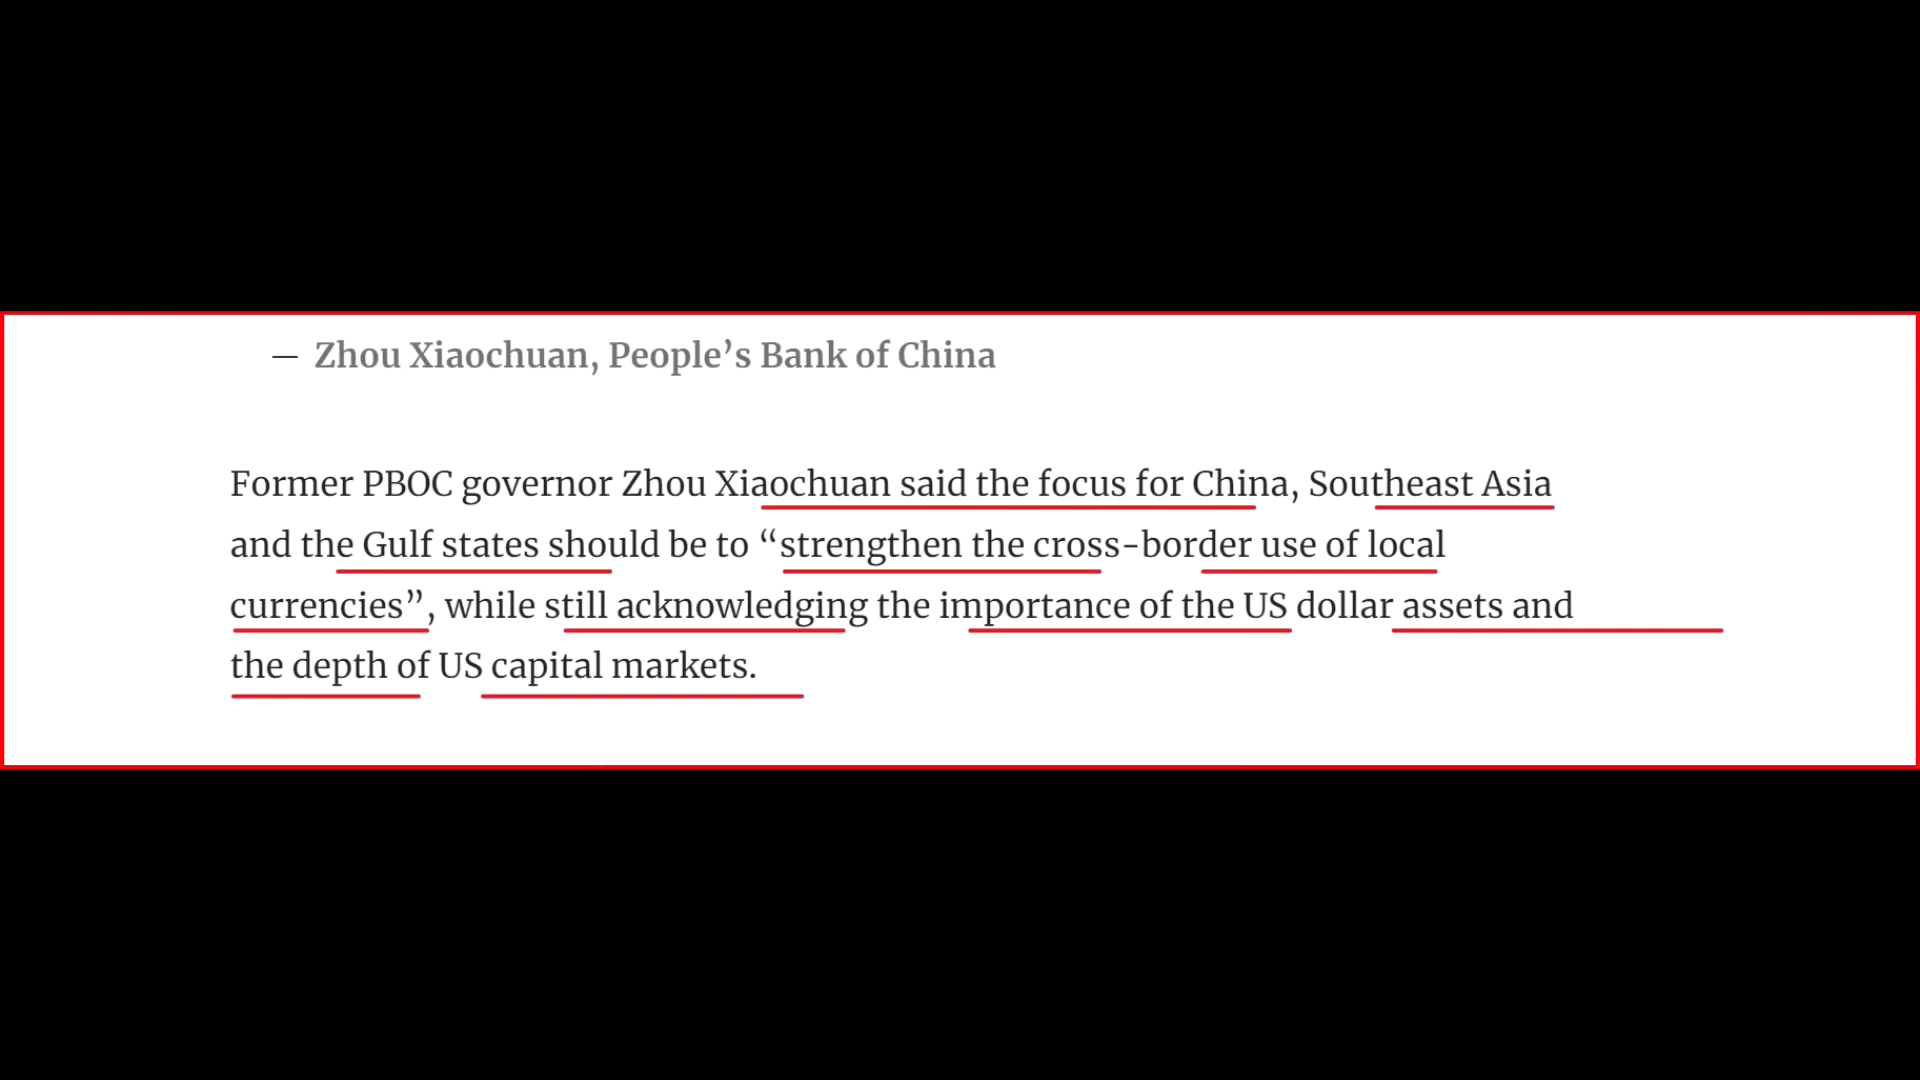 — Zhou Xiaochuan, People’s Bank of China
Former PBOC governor Zhou Xiaochuan said the focus for China, Southeast Asia
and the Gulf states should be to “strengthen the cross-border use of local
currencies”, while still acknowledging the importance of the US dollar assets and
the depth of US capital markets.